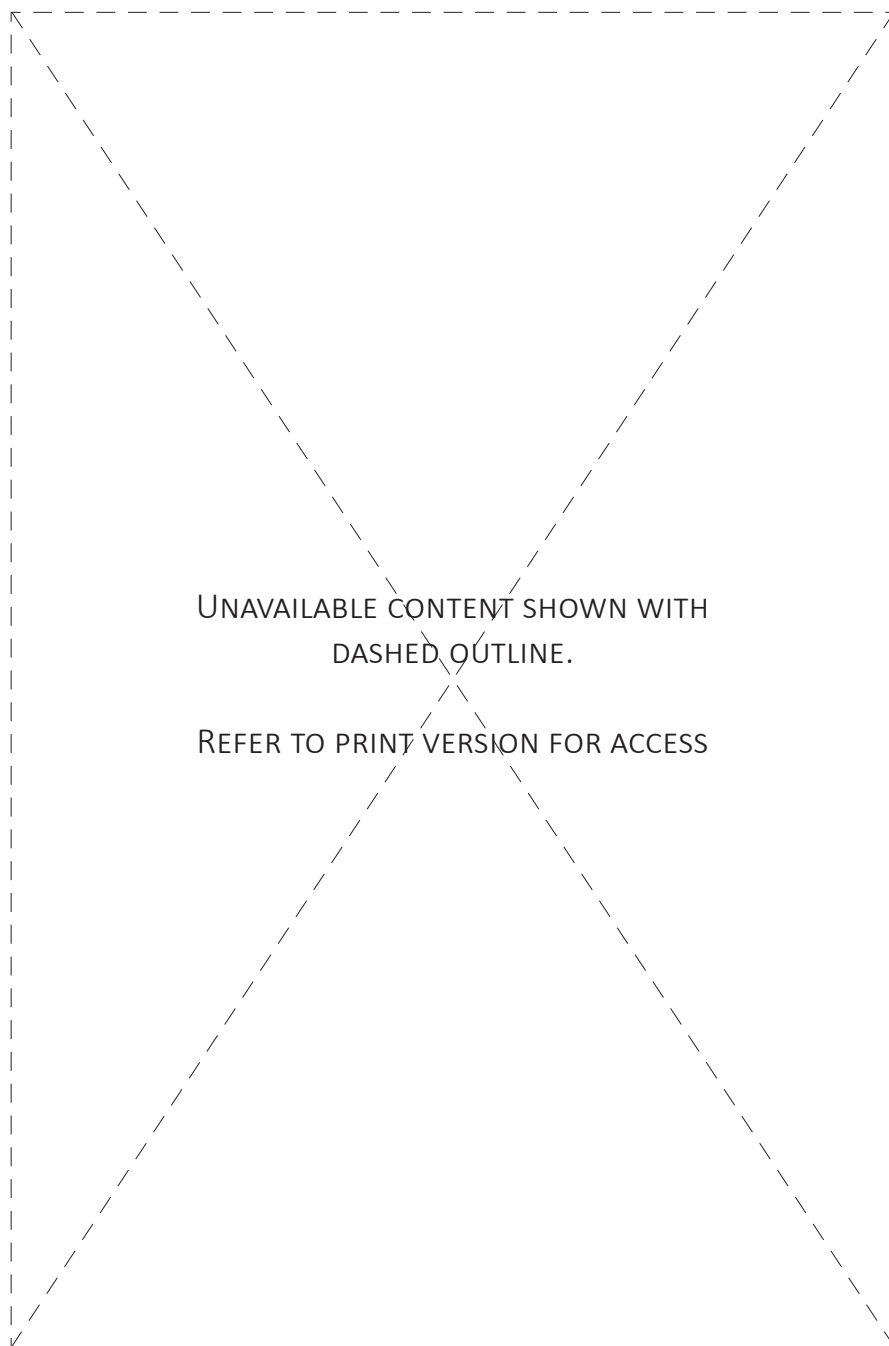 Unavailable content shown with
dashed outline.
Refer to print version for access